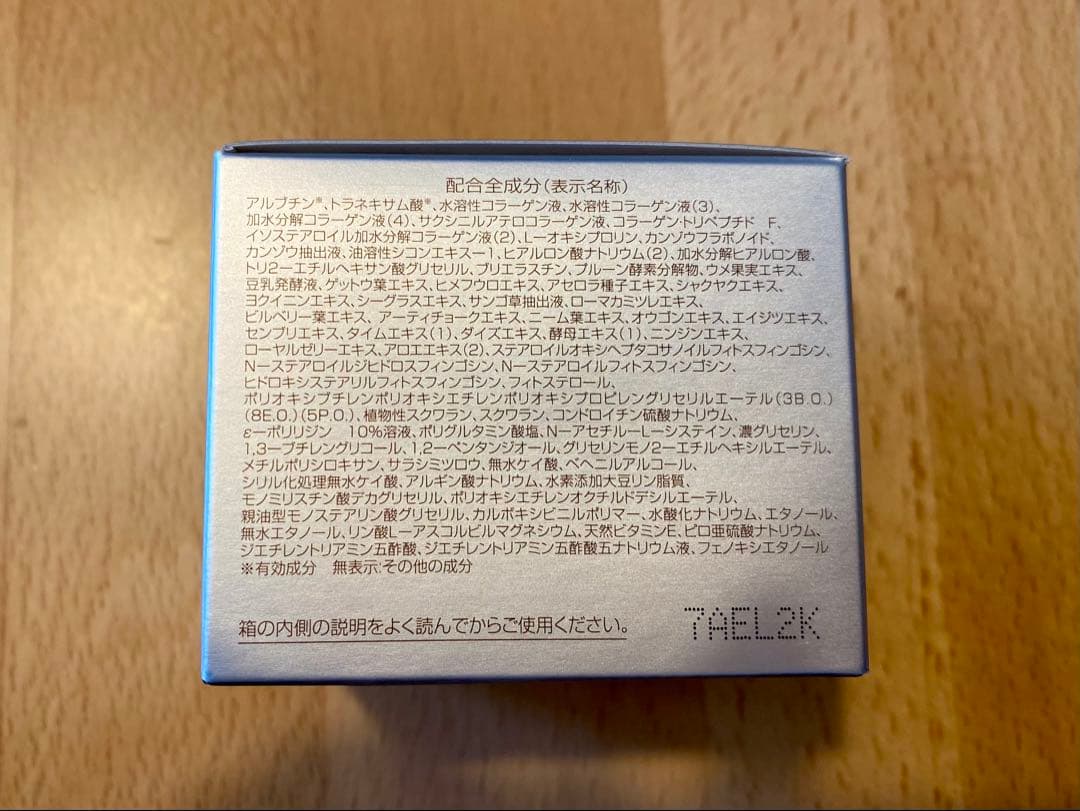 配合全成分(表示名称)
アルブチン※、トラネキサム酸※、水溶性コラーゲン液、水溶性コラーゲン液(3)、
加水分解コラーゲン液(4)、サクシニルアテロコラーゲン液、コラーゲン・トリペプチド F、
イソステアロイル加水分解コラーゲン液(2)、L-オキシプロリン、カンゾウフラボノイド、
カンゾウ抽出液、油溶性シコンエキス-1、ヒアルロン酸ナトリウム(2)、加水分解ヒアルロン酸、
トリ2-エチルヘキサン酸グリセリル、プリエラスチン、プルーン酵素分解物、ウメ果実エキス、
豆乳発酵液、ゲットウ葉エキス、ヒメフウロエキス、アセロラ種子エキス、シャクヤクエキス、
ヨクイニンエキス、シーグラスエキス、サンゴ草抽出液、ローマカミツレエキス、
ビルベリー葉エキス、アーティチョークエキス、ニーム葉エキス、オウゴンエキス、エイジツエキス、
センブリエキス、タイムエキス(1)、ダイズエキス、酵母エキス(1)、ニンジンエキス、
ローヤルゼリーエキス、アロエエキス(2)、ステアロイルオキシヘプタコサノイルフィトスフィンゴシン、
N-ステアロイルジヒドロスフィンゴシン、N-ステアロイルフィトスフィンゴシン、
ヒドロキシステアリルフィトスフィンゴシン、フィトステロール、
ポリオキシブチレンポリオキシエチレンポリオキシプロピレングリセリルエーテル(3B.O.)
(8E.O.)(5P.O.)、植物性スクワラン、スクワラン、コンドロイチン硫酸ナトリウム、
ε-ポリリジン 10%溶液、ポリグルタミン酸塩、N-アセチル-L-システイン、濃グリセリン、
1,3-ブチレングリコール、1,2-ペンタンジオール、グリセリンモノ2-エチルヘキシルエーテル、
メチルポリシロキサン、サラシミツロウ、無水ケイ酸、ベヘニルアルコール、
シリル化処理無水ケイ酸、アルギン酸ナトリウム、水素添加大豆リン脂質、
モノミリスチン酸デカグリセリル、ポリオキシエチレンオクチルドデシルエーテル、
親油型モノステアリン酸グリセリル、カルボキシビニルポリマー、水酸化ナトリウム、エタノール、
無水エタノール、リン酸L-アスコルビルマグネシウム、天然ビタミンE、ピロ亜硫酸ナトリウム、
ジエチレントリアミン五酢酸、ジエチレントリアミン五酢酸五ナトリウム液、フェノキシエタノール
※有効成分 無表示:その他の成分
箱の内側の説明をよく読んでからご使用ください。
7AEL2K